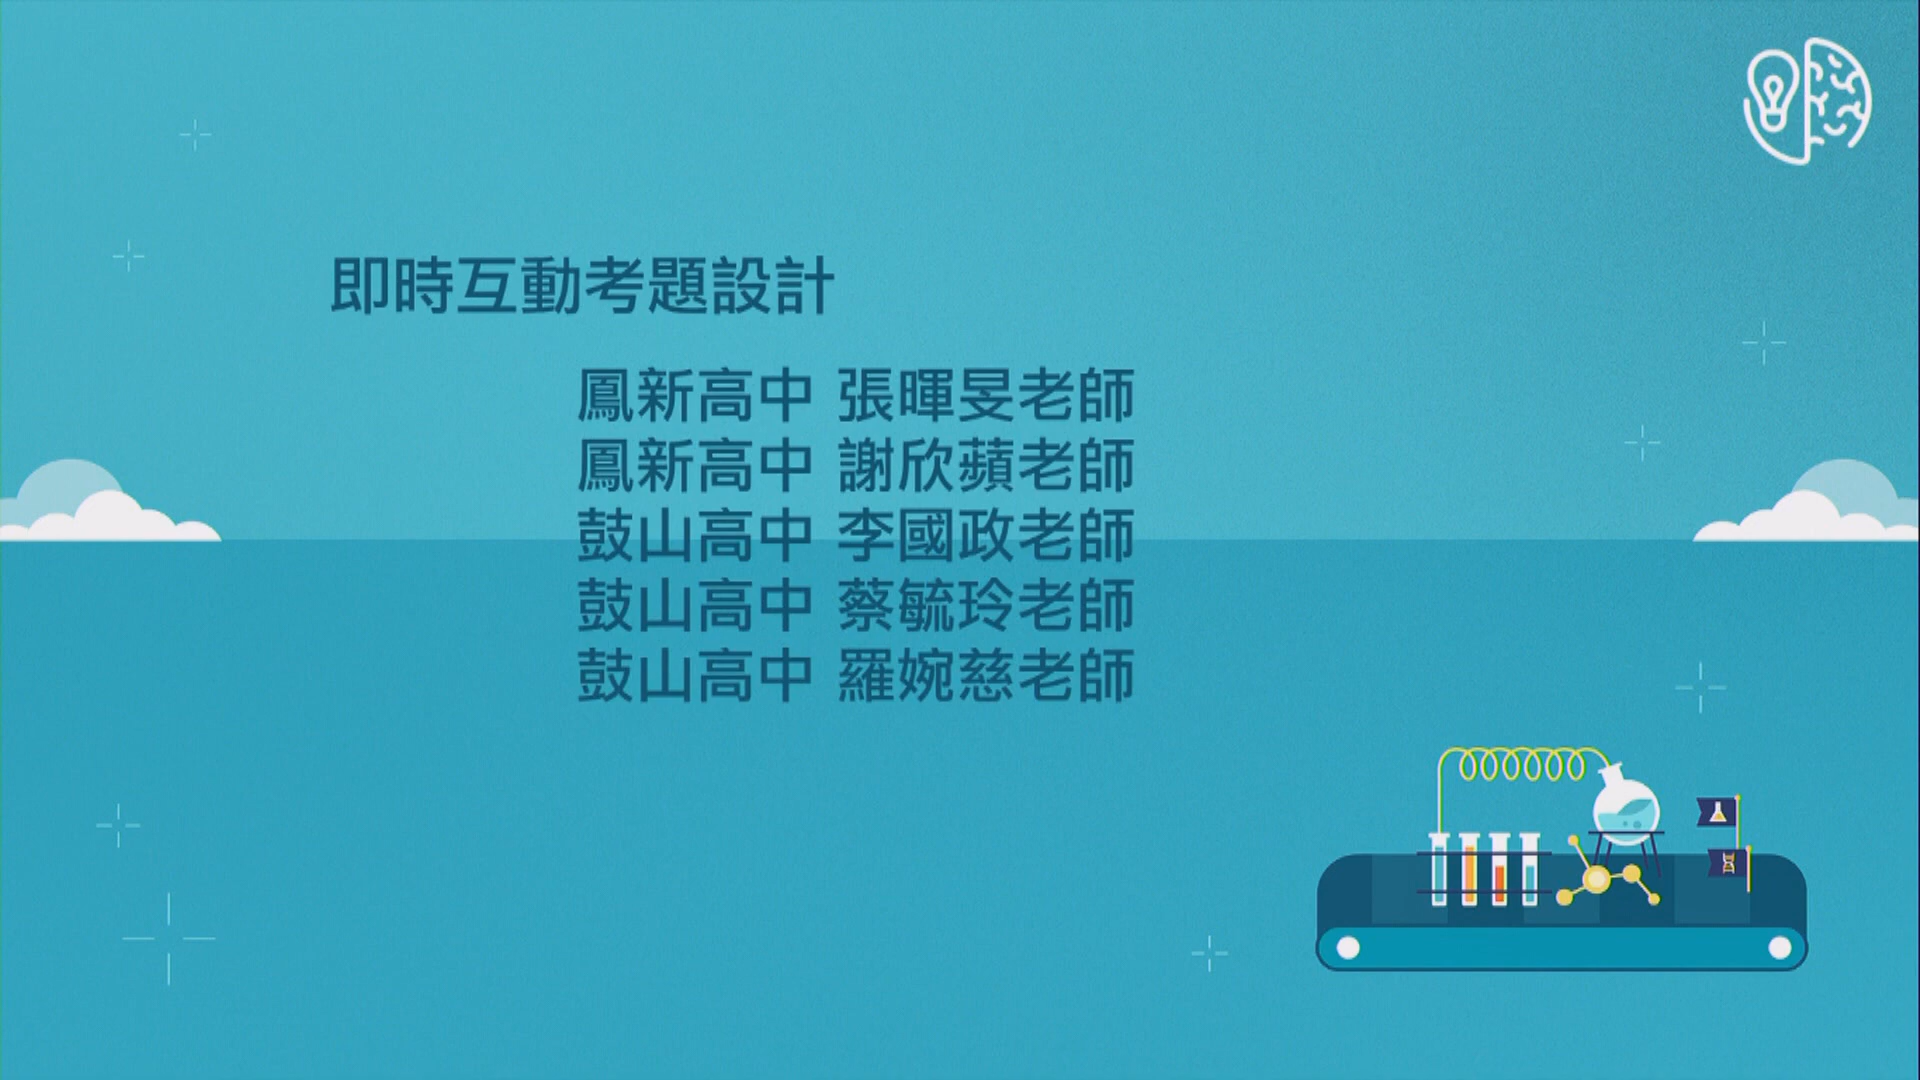 即時互動考題設計
鳳新高中 張暉旻老師
鳳新高中 謝欣蘋老師
鼓山高中 李國政老師
鼓山高中 蔡毓玲老師
鼓山高中 羅婉慈老師